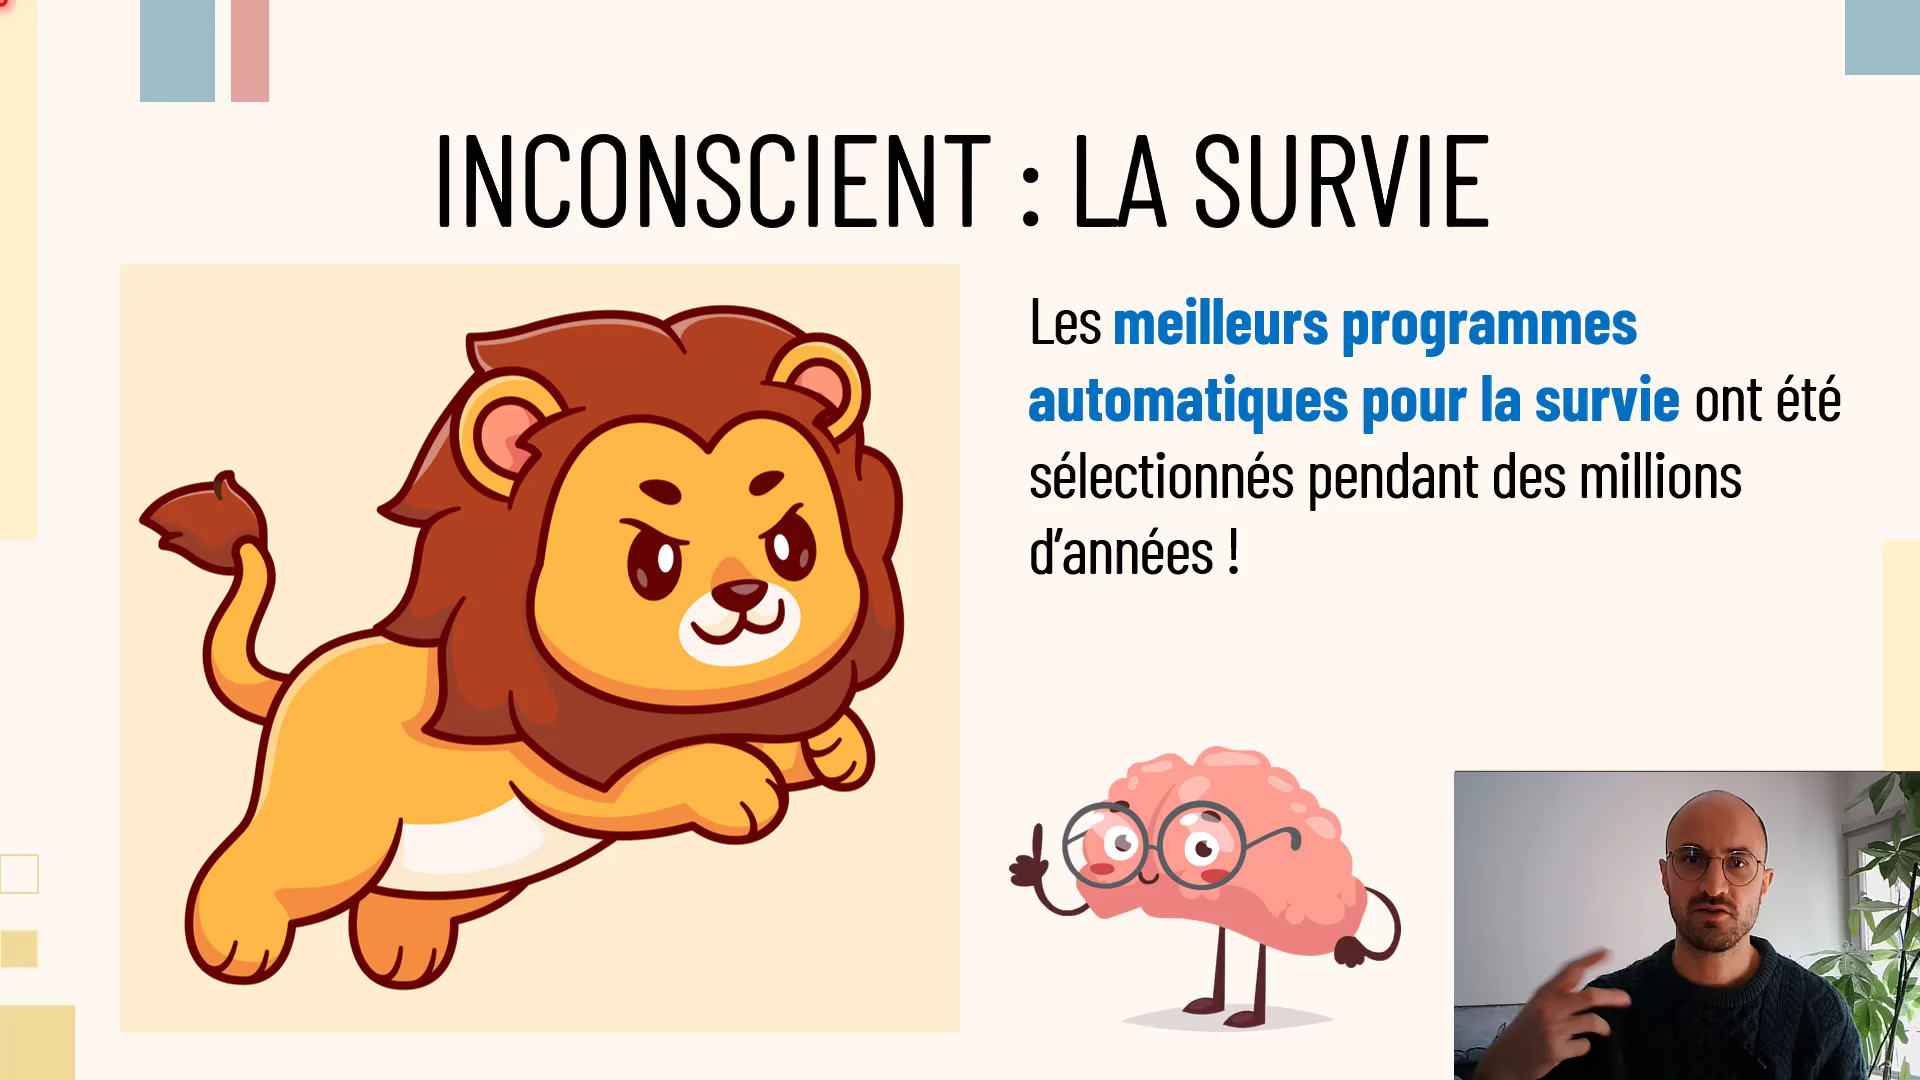 INCONSCIENT : LA SURVIE
Les meilleurs programmes
automatiques pour la survie ont été
sélectionnés pendant des millions
d’années !